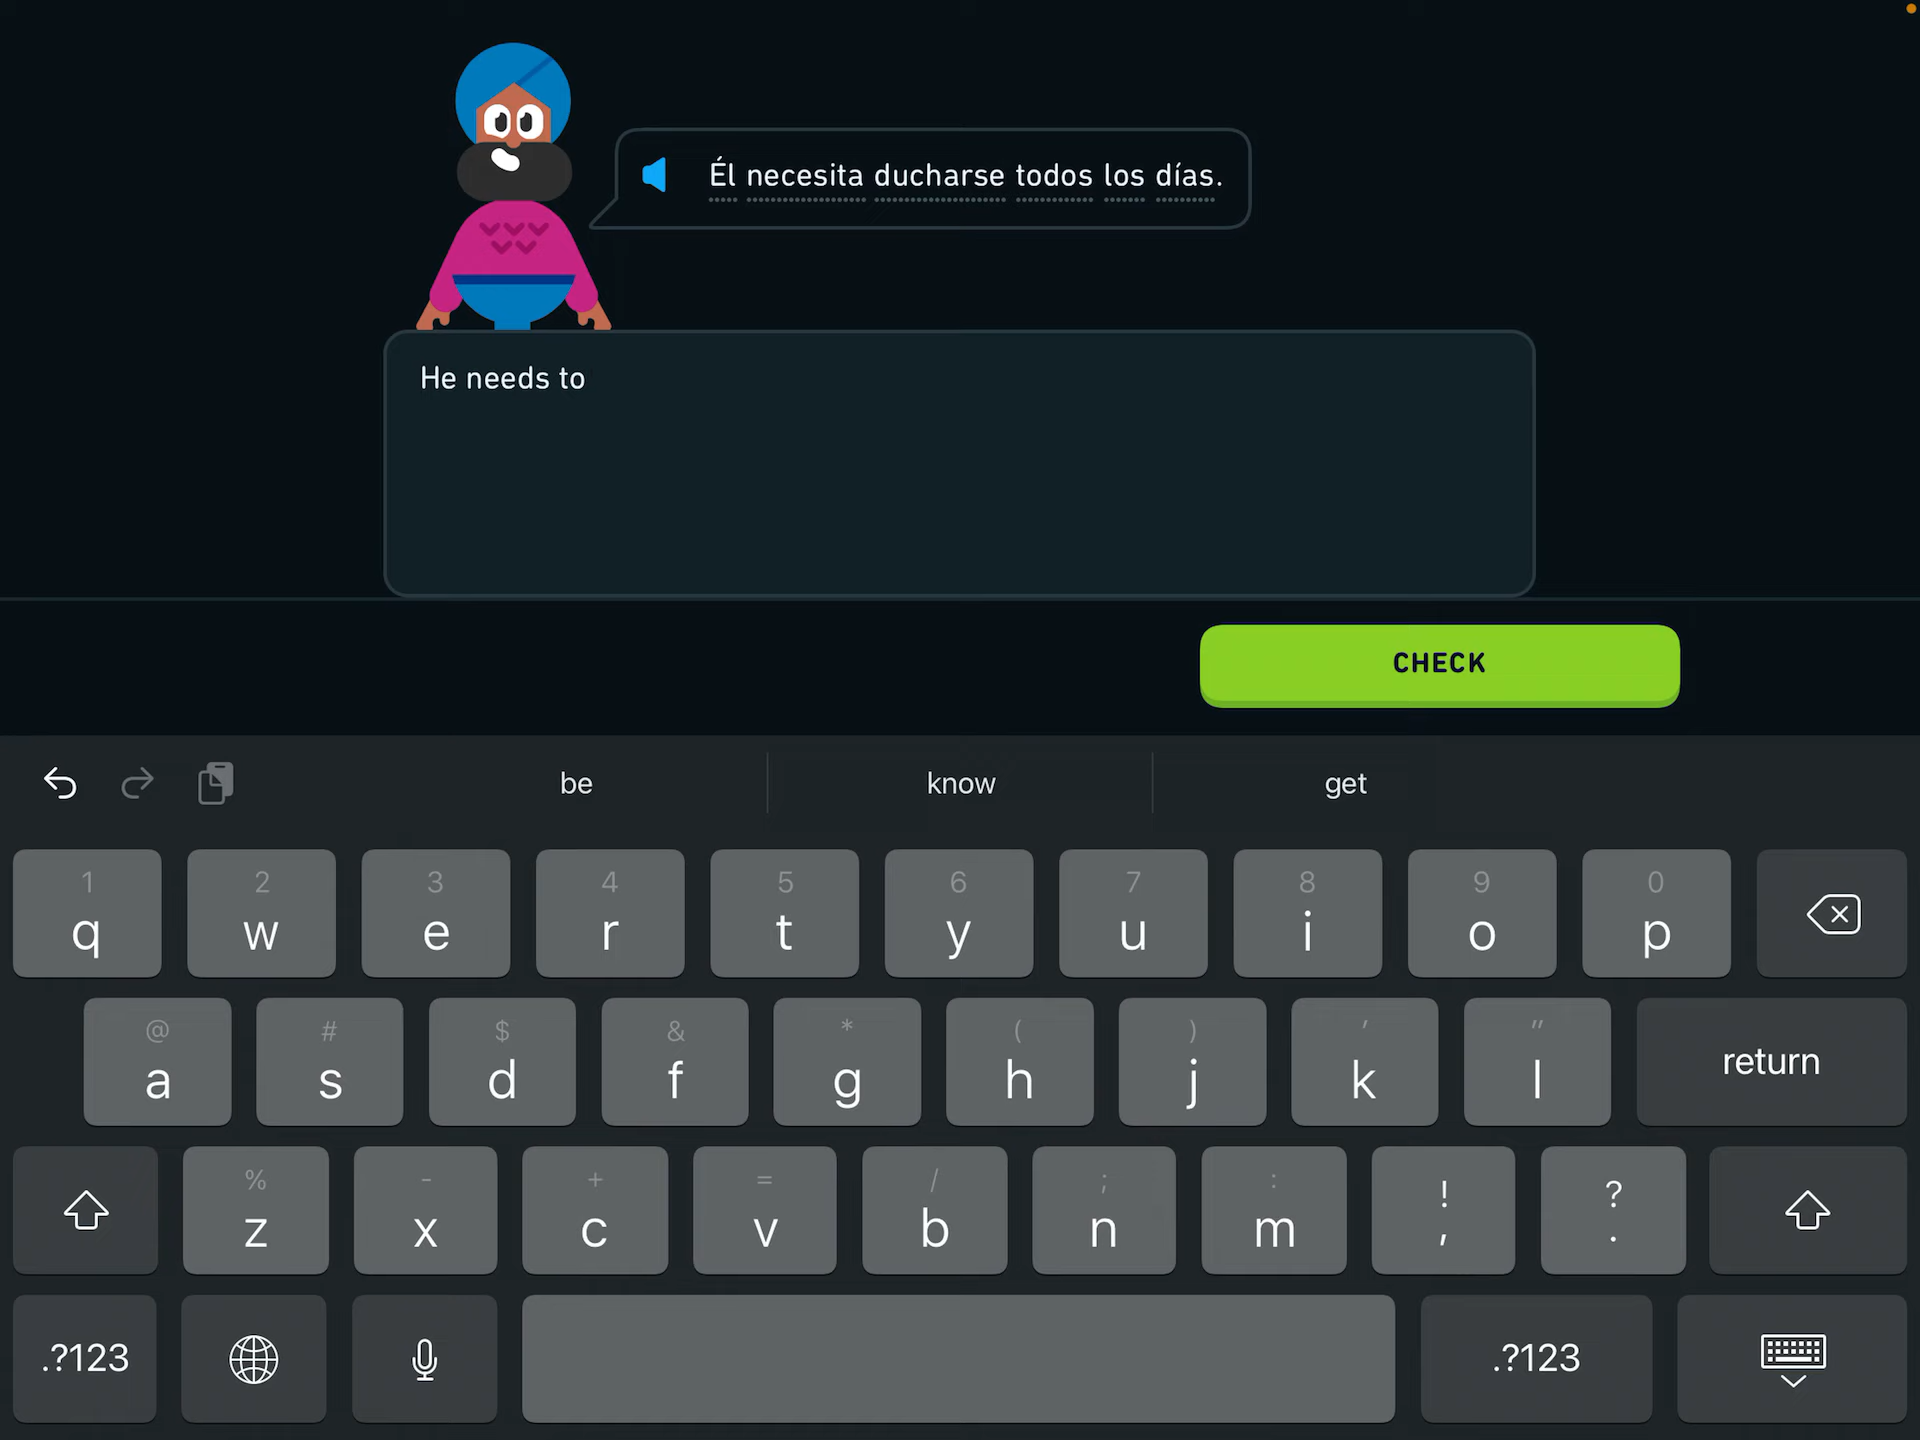 Él necesita ducharse todos los días.
He needs to
CHECK
be know get
1 2 3 4 5 6 7 8 9 0
q w e r t y u i o p
@ # $ & * ( ) ' "
a s d f g h j k l return
% - + = / ; : ! ?
z x c v b n m , .
.?123 .?123